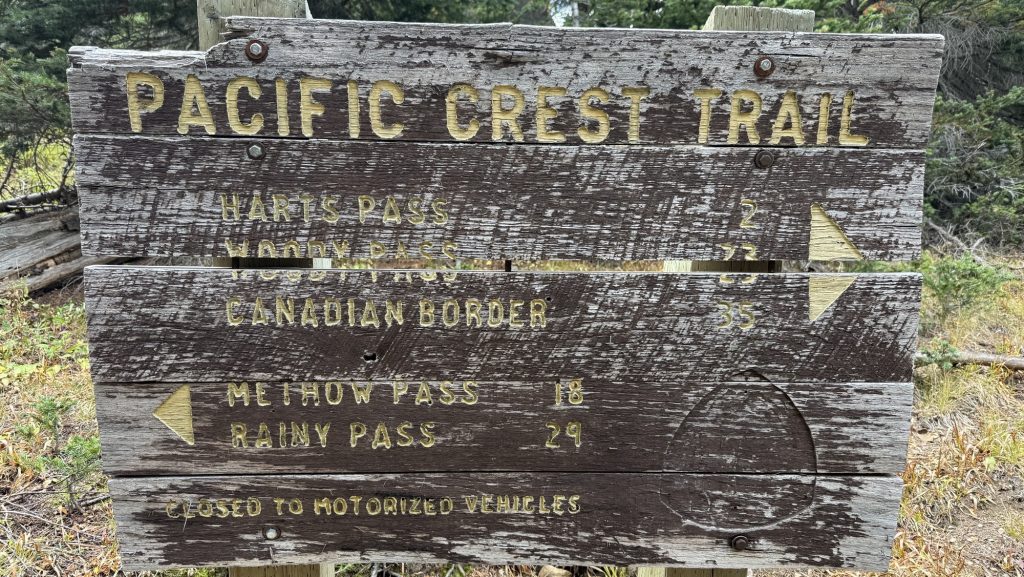 PACIFIC CREST TRAIL
HARTS PASS 2
WOODY PASS 23
CANADIAN BORDER 35
METHOW PASS 18
RAINY PASS 29
CLOSED TO MOTORIZED VEHICLES